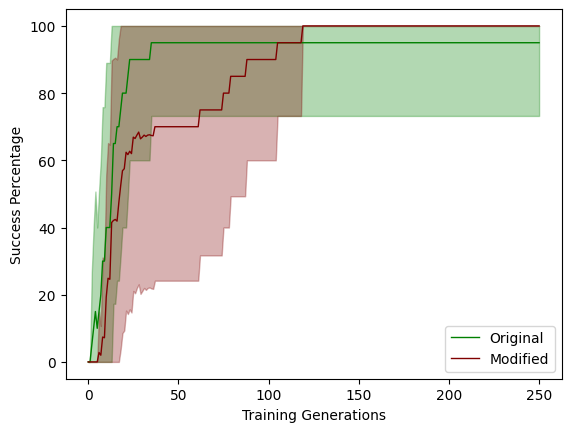 100
80
60
40
20
0
Success Percentage
0 50 100 150 200 250
Training Generations
Original
Modified